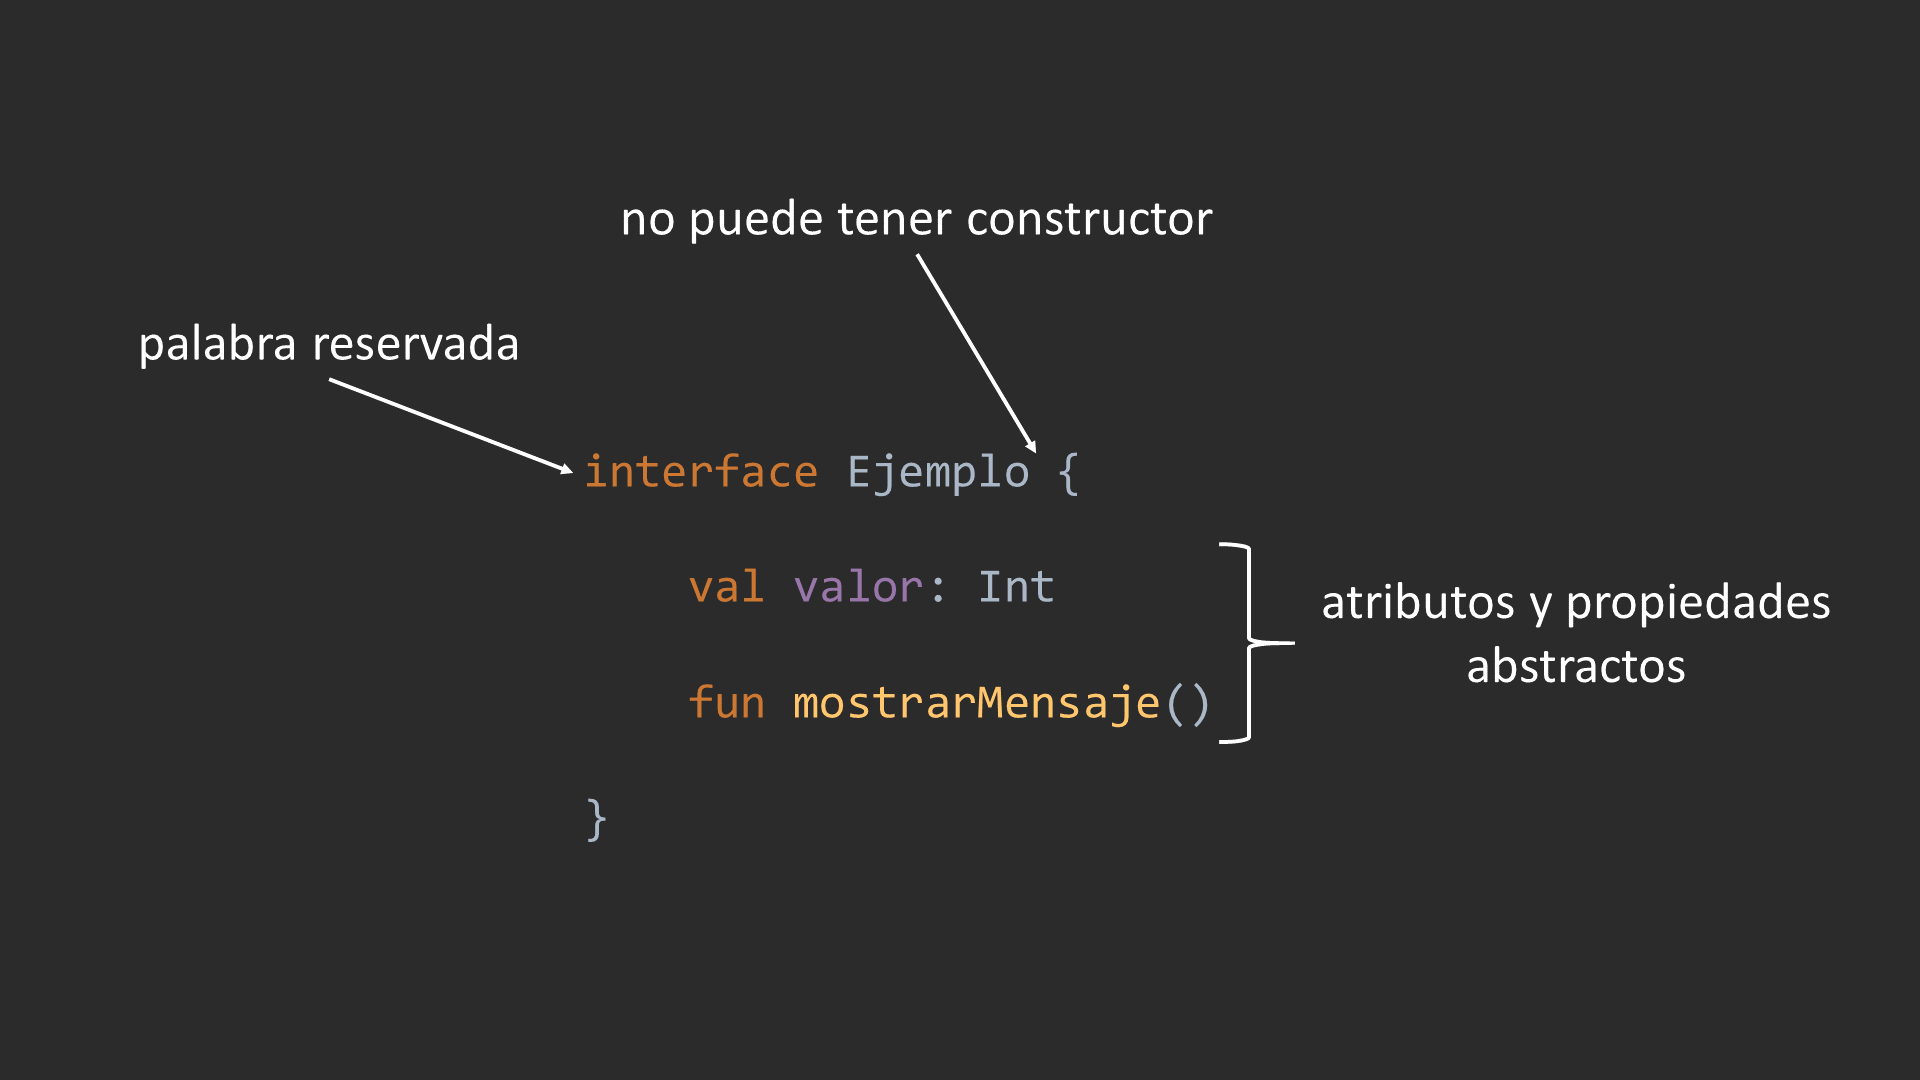 no puede tener constructor
palabra reservada
interface Ejemplo {
val valor: Int
fun mostrarMensaje()
}
atributos y propiedades
abstractos